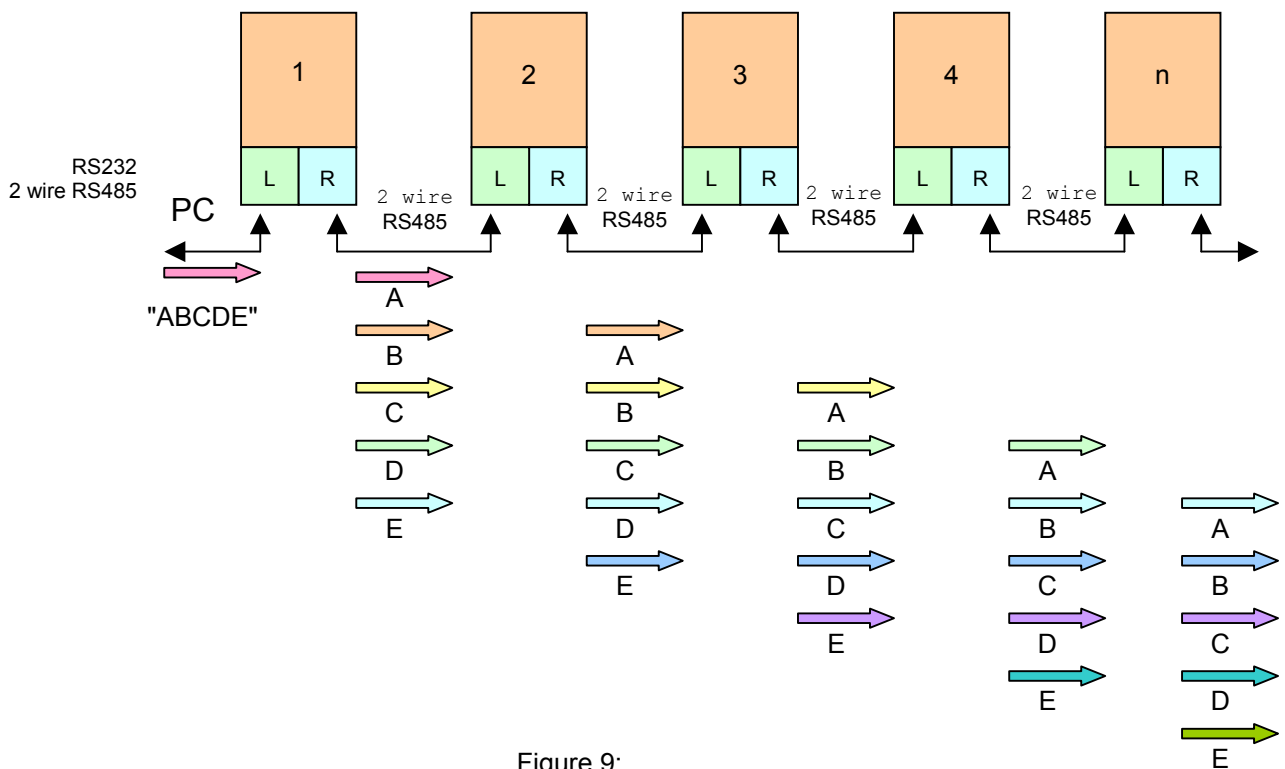 1 2 3 4 n
RS232
2 wire RS485
L R L R L R L R L R
PC
2 wire
RS485
2 wire
RS485
2 wire
RS485
2 wire
RS485
"ABCDE"
A
B A
C B A
D C B A
E D C B A
E D C B
E D C
E D
E
Figure 9: